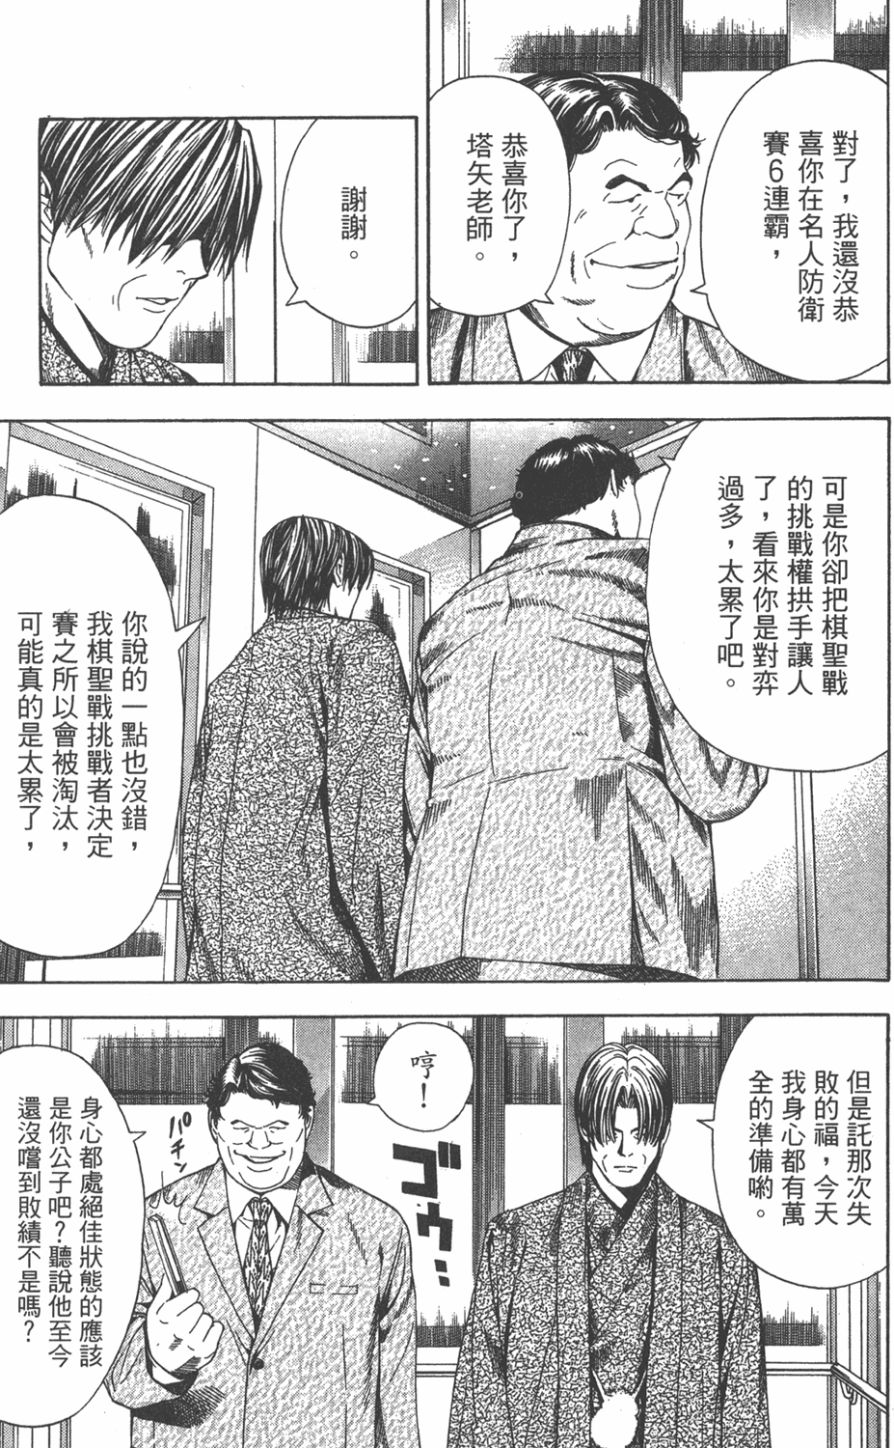 對了，我還沒恭
喜你在名人防衛
賽6連霸，
恭喜你了，
塔矢老師。
謝謝。
可是你卻把棋聖戰
的挑戰權拱手讓人
了，看來你是對弈
過多，太累了吧。
你說的一點也沒錯，
我棋聖戰挑戰者決定
賽之所以會被淘汰，
可能真的是太累了，
但是託那次失
敗的福，今天
我身心都有萬
全的準備喲。
哼！
ゴゥ…
パチン
身心都處絕佳狀態的應該
是你公子吧？聽說他至今
還沒嚐到敗績不是嗎？